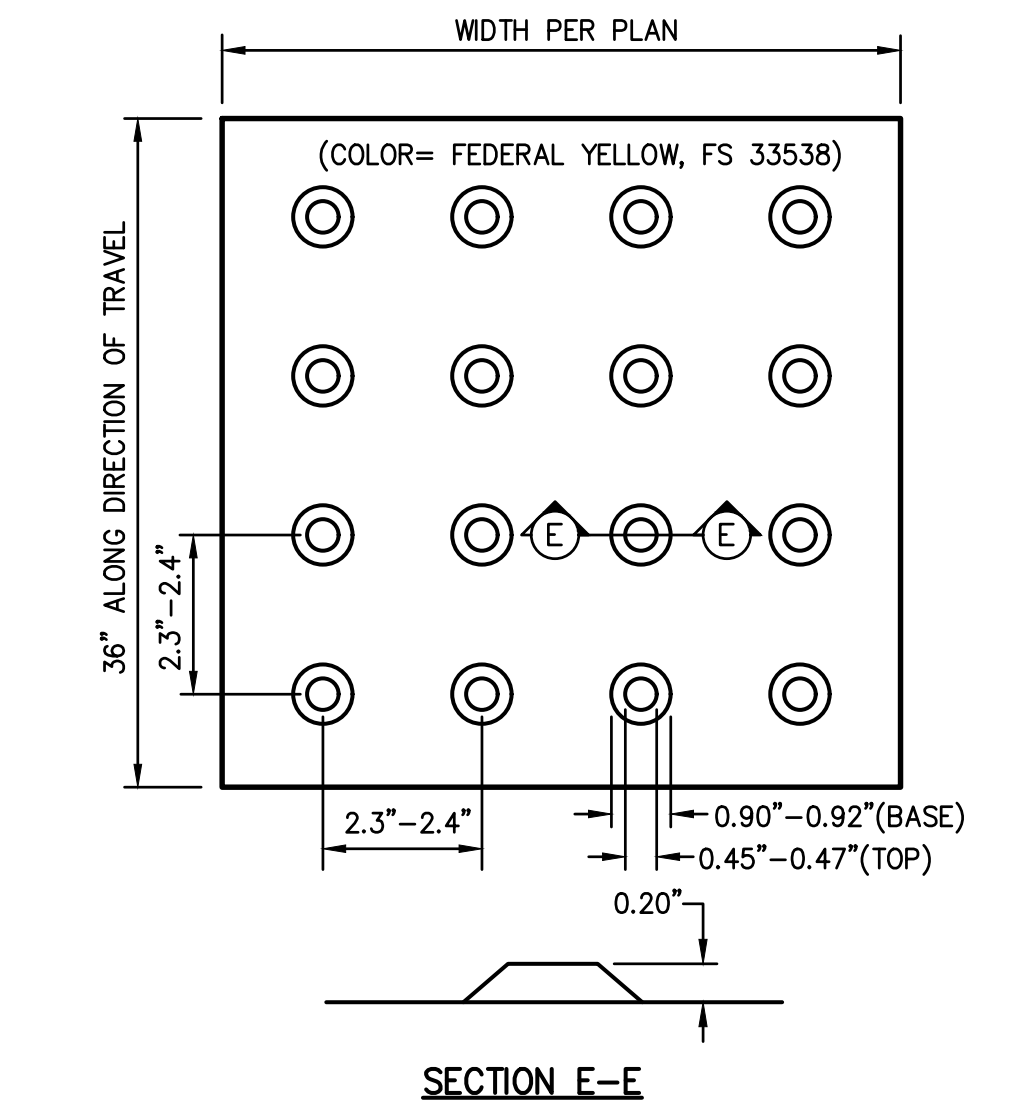 WIDTH PER PLAN
(COLOR= FEDERAL YELLOW, FS 33538)
36” ALONG DIRECTION OF TRAVEL
2.3”–2.4”
E
E
2.3”–2.4”
0.90”–0.92”(BASE)
0.45”–0.47”(TOP)
0.20”
SECTION E–E